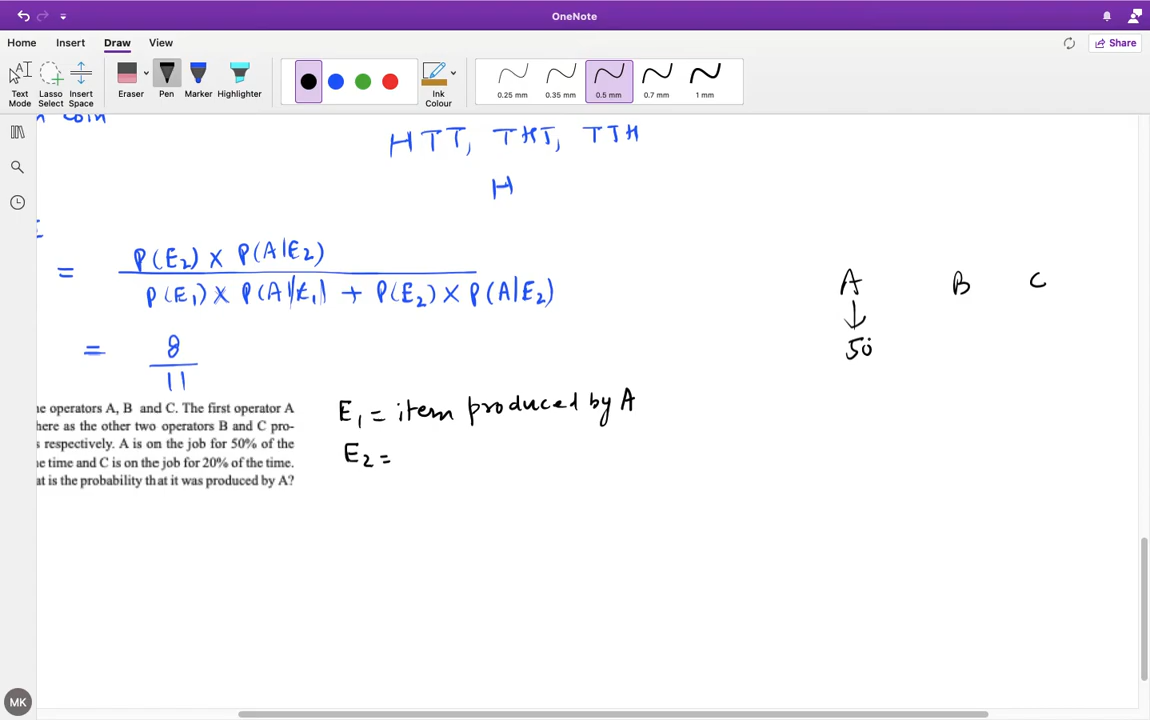 OneNote
Home Insert Draw View
Share
Text Mode
Lasso Select
Insert Space
Eraser
Pen
Marker
Highlighter
Ink Colour
0.25 mm
0.35 mm
0.5 mm
0.7 mm
1 mm
coin
HTT, THT, TTH
H
= P(E₂) × P(A|E₂)
P(E₁) × P(A|E₁) + P(E₂) × P(A|E₂)
= 8
11
A B C
↓
50
operators A, B and C. The first operator A
here as the other two operators B and C pro-
respectively. A is on the job for 50% of the
time and C is on the job for 20% of the time.
at is the probability that it was produced by A?
E₁ = item produced by A
E₂ =
MK